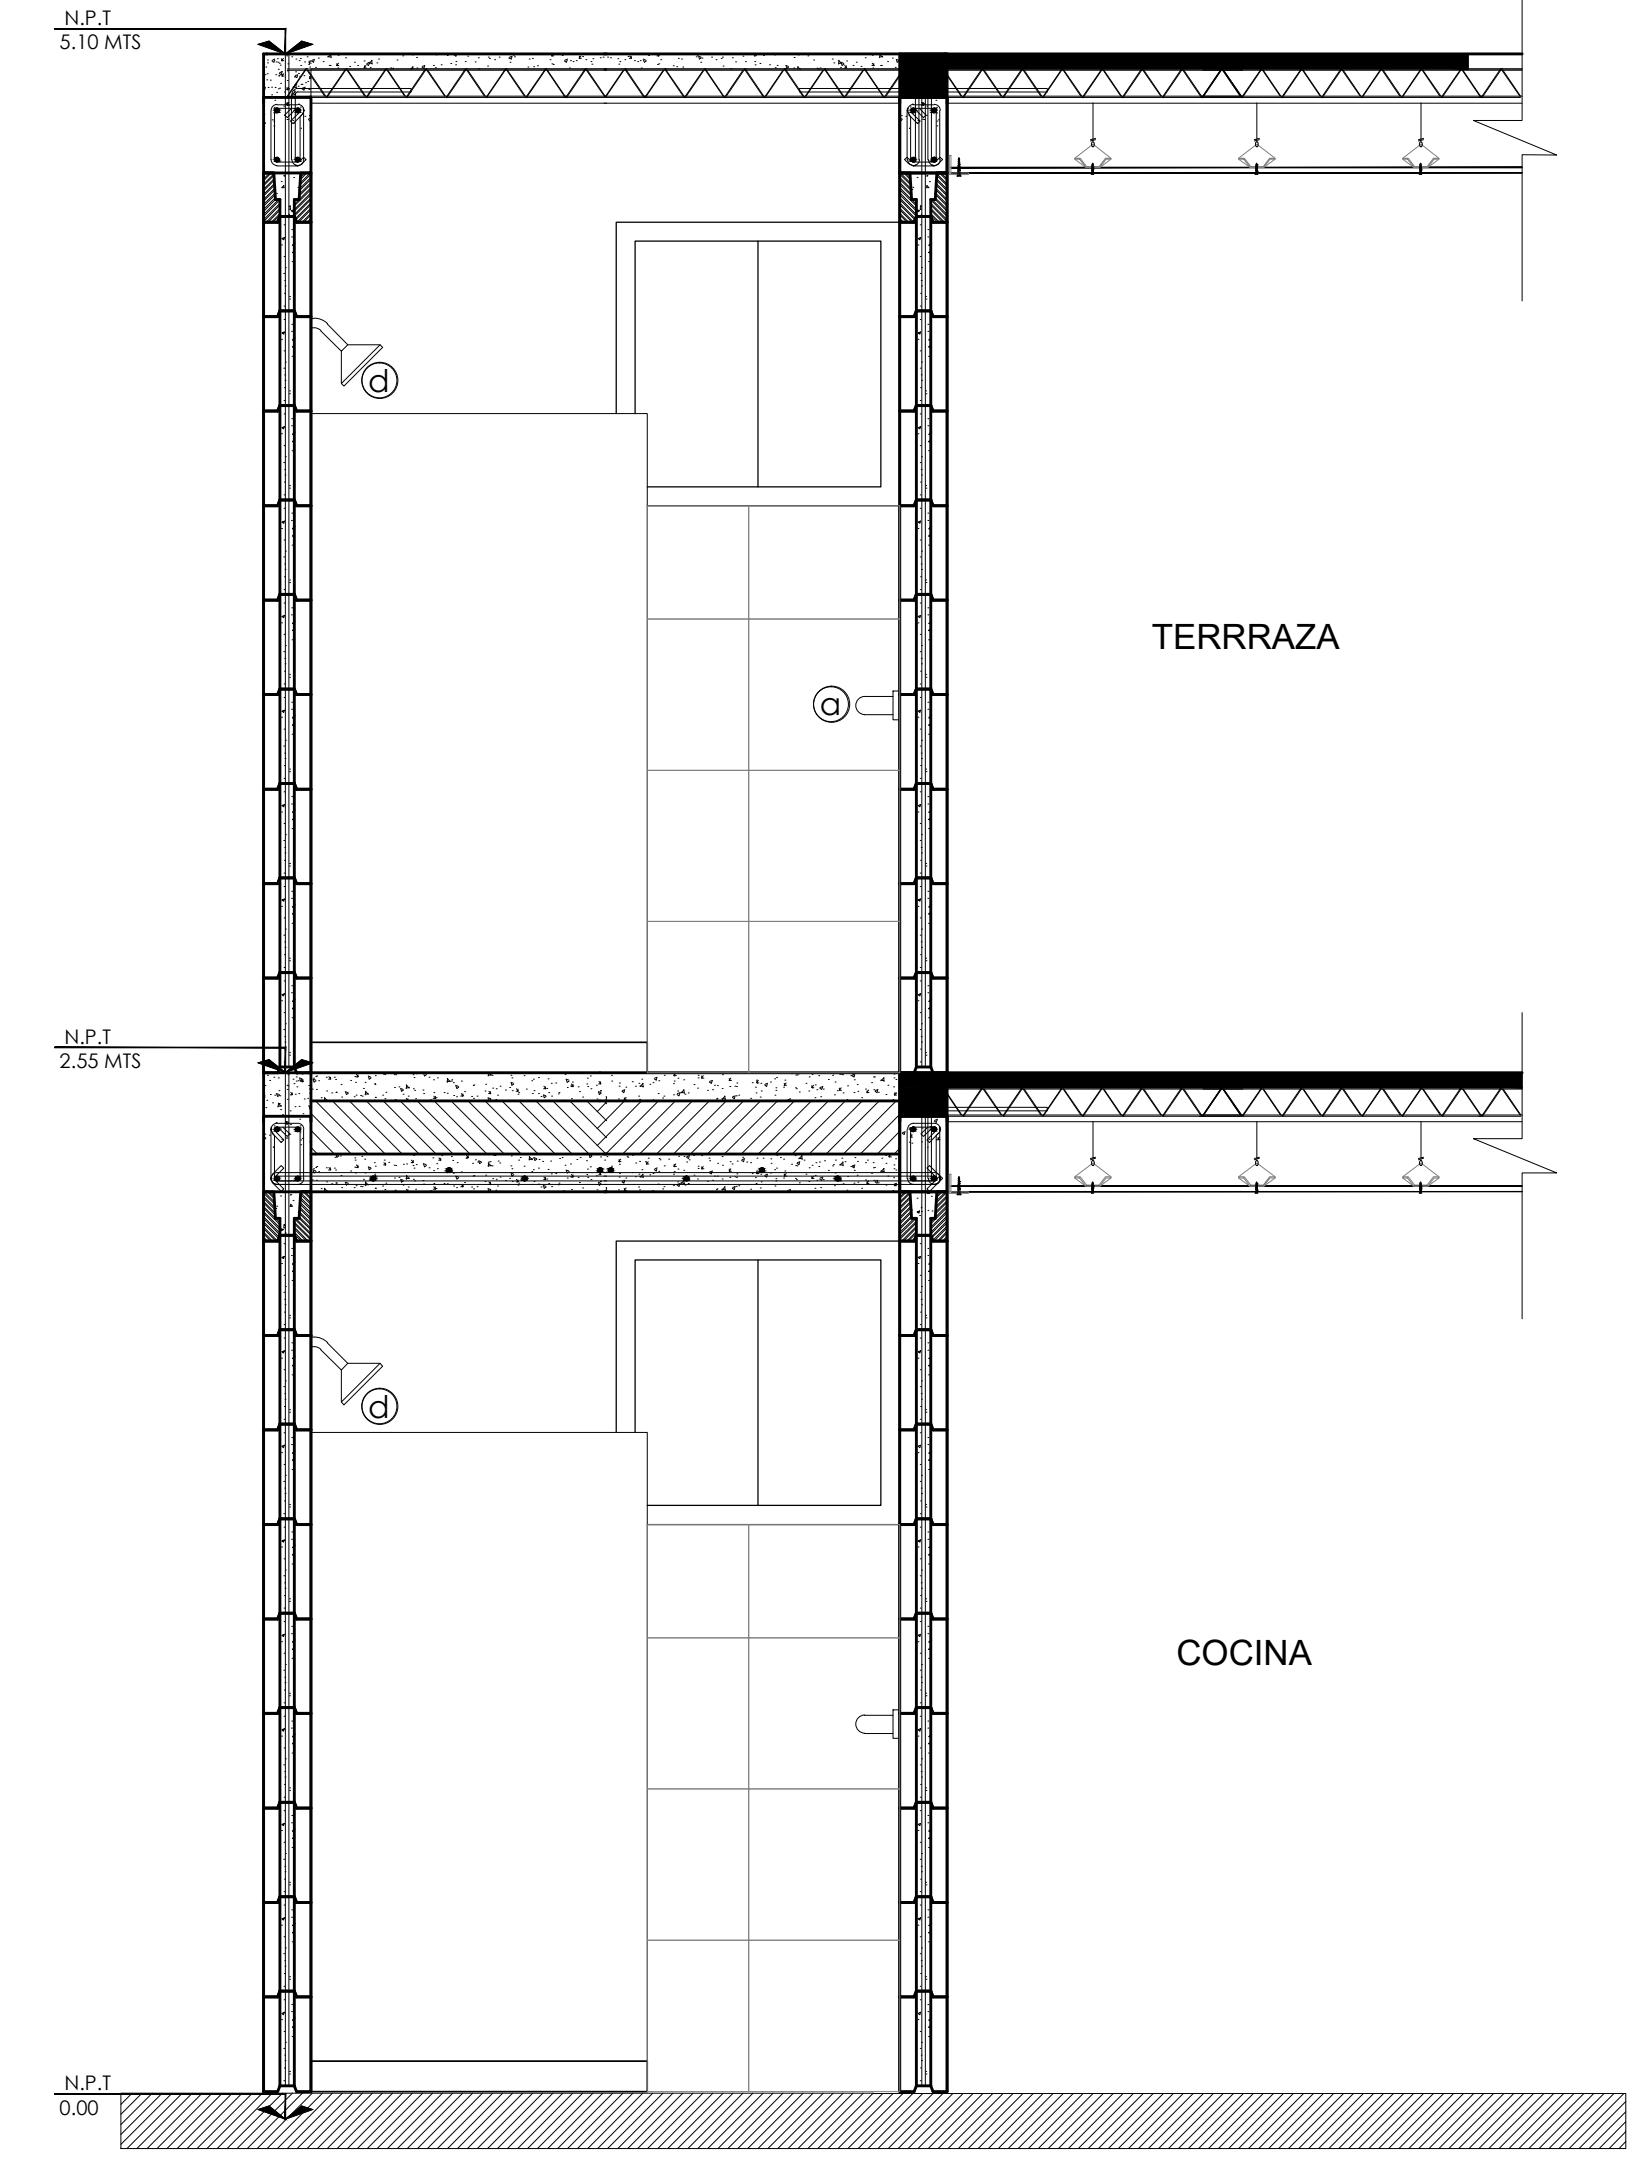 N.P.T
5.10 MTS
d
TERRRAZA
a
N.P.T
2.55 MTS
d
COCINA
N.P.T
0.00